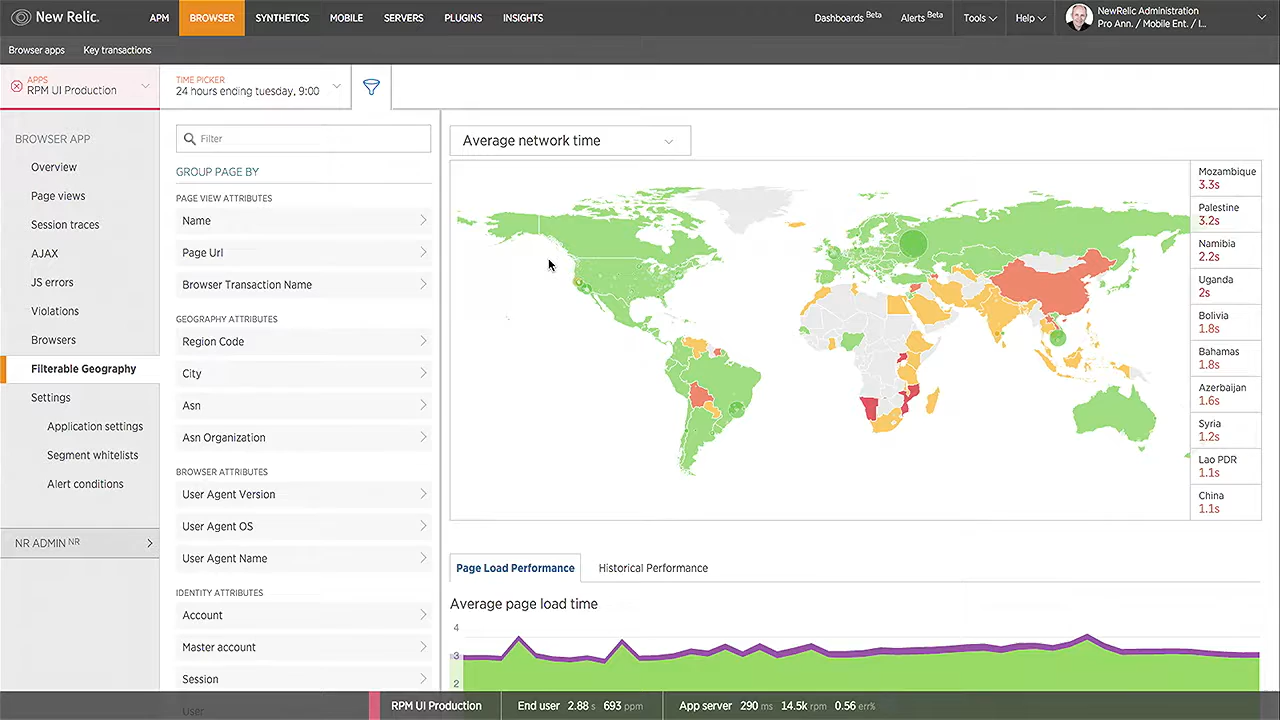 New Relic.
APM
BROWSER
SYNTHETICS
MOBILE
SERVERS
PLUGINS
INSIGHTS
Dashboards Beta
Alerts Beta
Tools
Help
NewRelic Administration
Pro Ann. / Mobile Ent. / I...
Browser apps
Key transactions
APPS
RPM UI Production
TIME PICKER
24 hours ending tuesday, 9:00
BROWSER APP
Overview
Page views
Session traces
AJAX
JS errors
Violations
Browsers
Filterable Geography
Settings
Application settings
Segment whitelists
Alert conditions
NR ADMIN NR
Filter
GROUP PAGE BY
PAGE VIEW ATTRIBUTES
Name
Page Url
Browser Transaction Name
GEOGRAPHY ATTRIBUTES
Region Code
City
Asn
Asn Organization
BROWSER ATTRIBUTES
User Agent Version
User Agent OS
User Agent Name
IDENTITY ATTRIBUTES
Account
Master account
Session
User
Average network time
Mozambique
3.3s
Palestine
3.2s
Namibia
2.2s
Uganda
2s
Bolivia
1.8s
Bahamas
1.8s
Azerbaijan
1.6s
Syria
1.2s
Lao PDR
1.1s
China
1.1s
Page Load Performance
Historical Performance
Average page load time
4
3
2
RPM UI Production
End user 2.88 s 693 ppm
App server 290 ms 14.5k rpm 0.56 err%